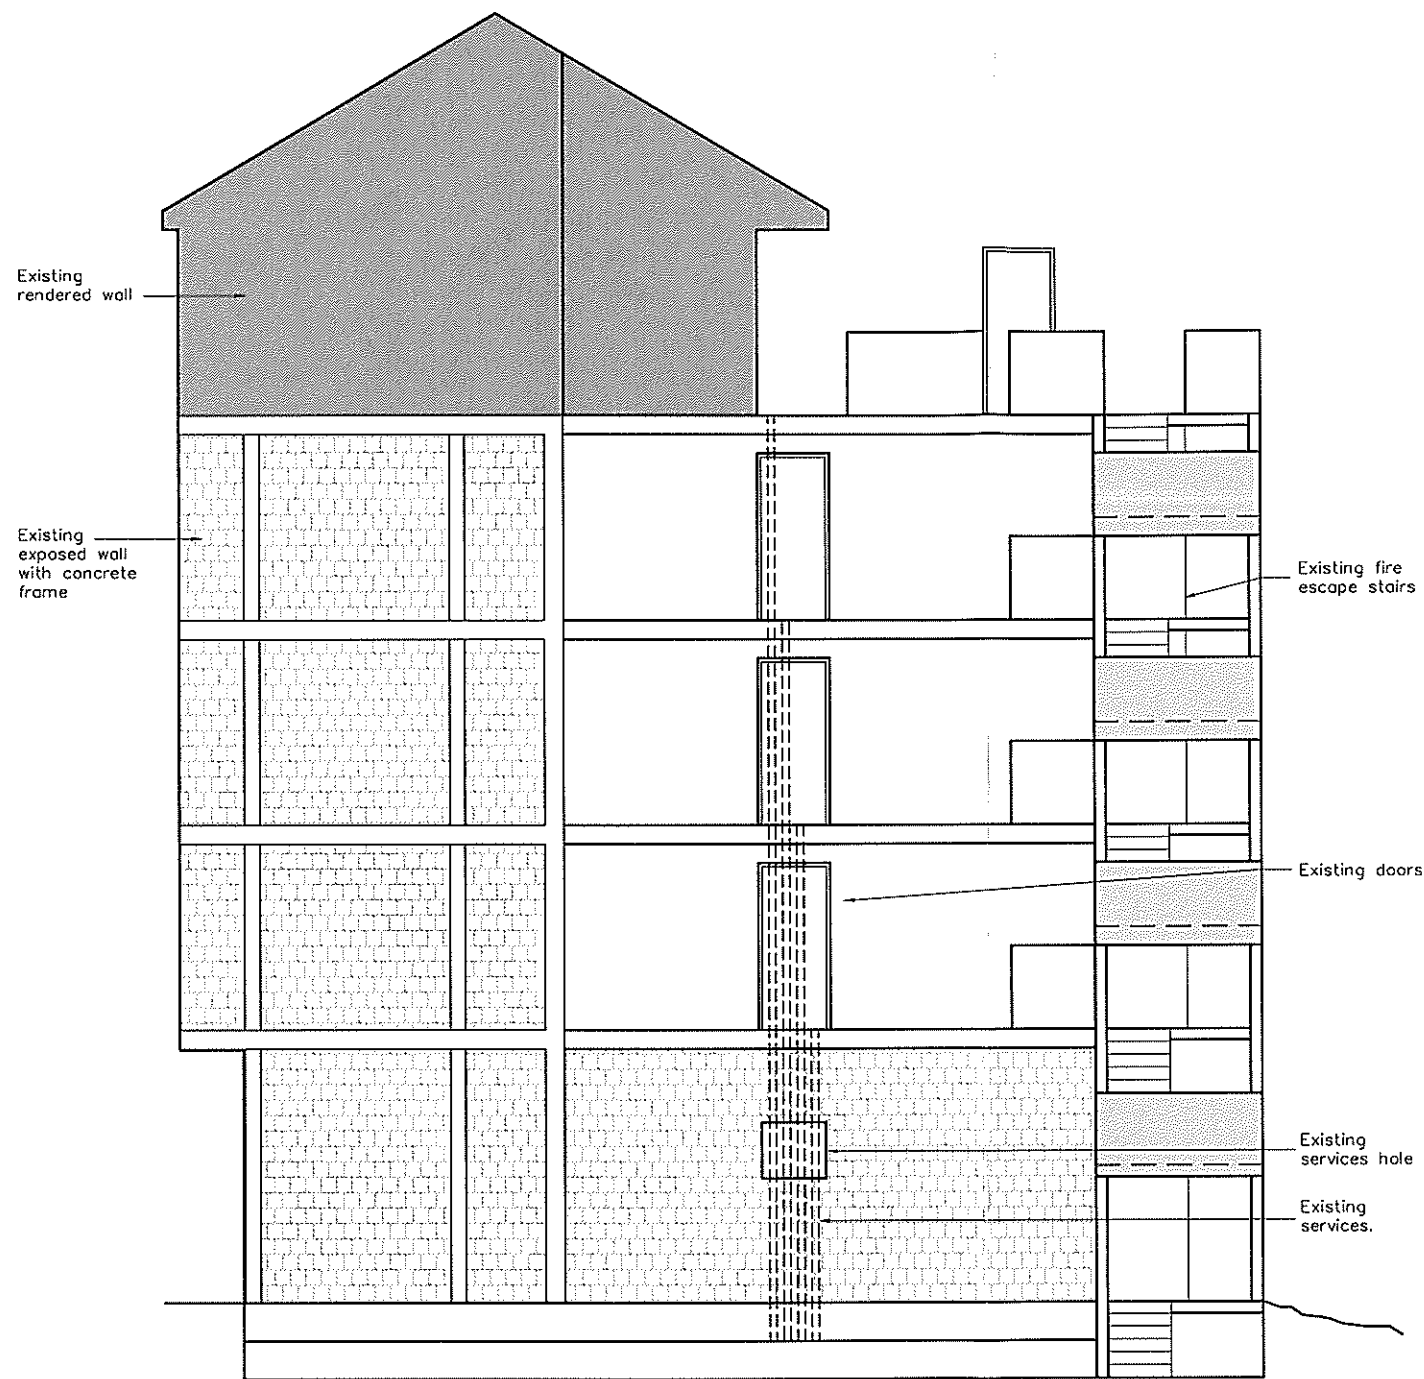 Existing
rendered wall
Existing
exposed wall
with concrete
frame
Existing fire
escape stairs
Existing doors
Existing
services hole
Existing
services.